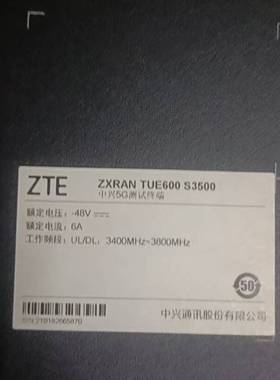 ZTE
ZXRAN TUE600 S3500
中兴5G测试终端
额定电压：-48V ⎓
额定电流：6A
工作频段：UL/DL：3400MHz~3800MHz
50
S/N:219182665870
中兴通讯股份有限公司